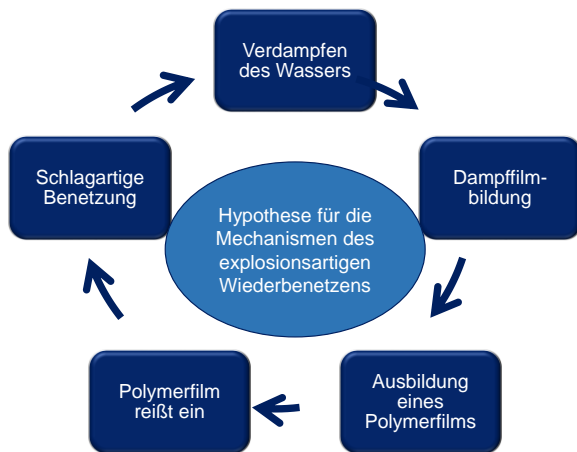 Verdampfen
des Wassers
Dampffilm-
bildung
Ausbildung
eines
Polymerfilms
Polymerfilm
reißt ein
Schlagartige
Benetzung
Hypothese für die
Mechanismen des
explosionsartigen
Wiederbenetzens